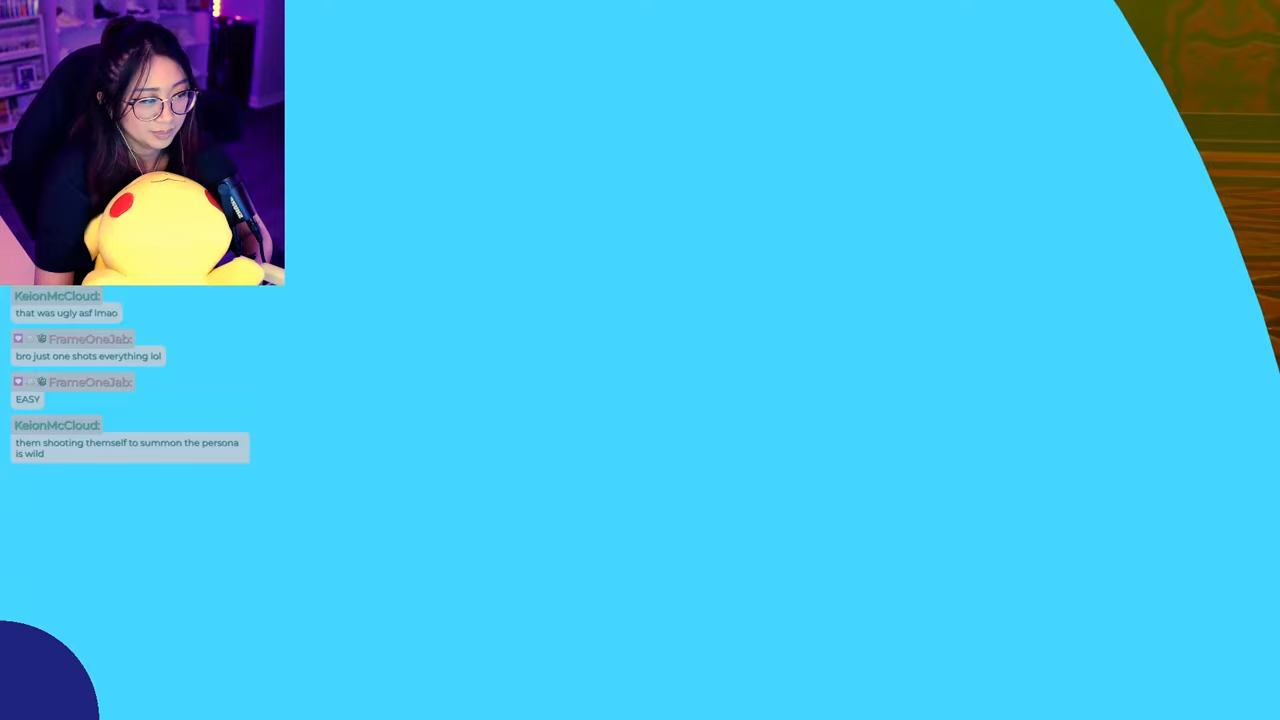 KeionMcCloud:
that was ugly asf lmao
FrameOneJab:
bro just one shots everything lol
FrameOneJab:
EASY
KeionMcCloud:
them shooting themself to summon the persona
is wild